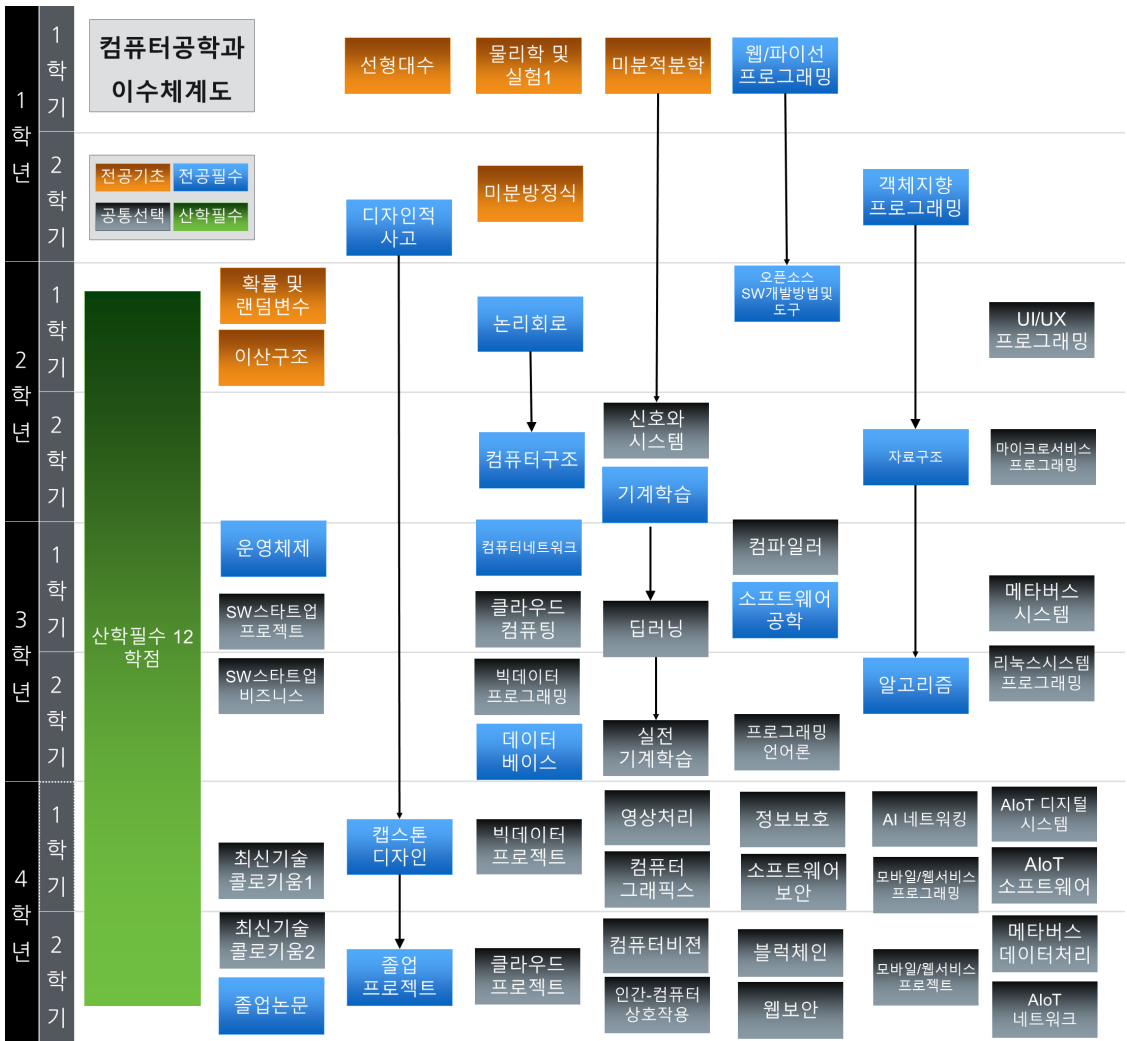 컴퓨터공학과
이수체계도
전공기초
전공필수
공통선택
산학필수
1
학
년
1
학
기
선형대수
물리학 및
실험1
미분적분학
웹/파이선
프로그래밍
2
학
기
디자인적
사고
미분방정식
객체지향
프로그래밍
2
학
년
1
학
기
확률 및
랜덤변수
이산구조
논리회로
오픈소스
SW개발방법및
도구
UI/UX
프로그래밍
2
학
기
컴퓨터구조
신호와
시스템
기계학습
자료구조
마이크로서비스
프로그래밍
산학필수 12
학점
3
학
년
1
학
기
운영체제
SW스타트업
프로젝트
컴퓨터네트워크
클라우드
컴퓨팅
딥러닝
컴파일러
소프트웨어
공학
메타버스
시스템
2
학
기
SW스타트업
비즈니스
빅데이터
프로그래밍
데이터
베이스
실전
기계학습
프로그래밍
언어론
알고리즘
리눅스시스템
프로그래밍
4
학
년
1
학
기
최신기술
콜로키움1
캡스톤
디자인
빅데이터
프로젝트
영상처리
컴퓨터
그래픽스
정보보호
소프트웨어
보안
AI 네트워킹
모바일/웹서비스
프로그래밍
AIoT 디지털
시스템
AIoT
소프트웨어
2
학
기
최신기술
콜로키움2
졸업논문
졸업
프로젝트
클라우드
프로젝트
컴퓨터비젼
인간-컴퓨터
상호작용
블럭체인
웹보안
모바일/웹서비스
프로젝트
메타버스
데이터처리
AIoT
네트워크